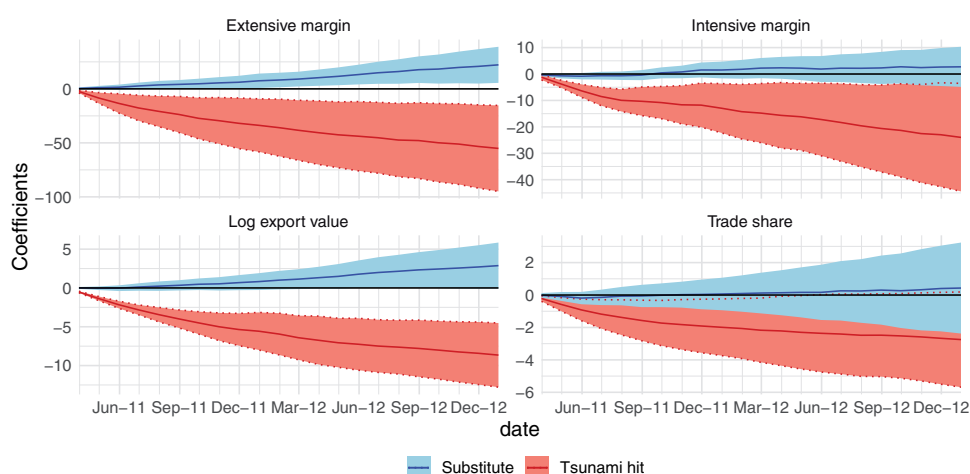 Extensive margin
Intensive margin
0
−50
−100
10
0
−10
−20
−30
−40
Coefficients
Log export value
Trade share
5
0
−5
−10
2
0
−2
−4
−6
Jun−11 Sep−11 Dec−11 Mar−12 Jun−12 Sep−12 Dec−12
Jun−11 Sep−11 Dec−11 Mar−12 Jun−12 Sep−12 Dec−12
date
Substitute Tsunami hit